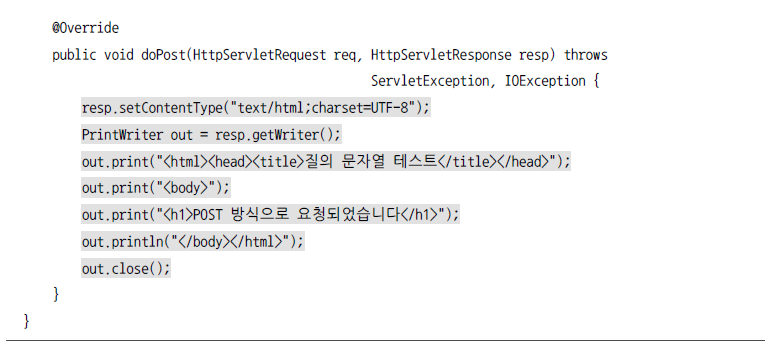 @Override
public void doPost(HttpServletRequest req, HttpServletResponse resp) throws
ServletException, IOException {
resp.setContentType("text/html;charset=UTF-8");
PrintWriter out = resp.getWriter();
out.print("<html><head><title>질의 문자열 테스트</title></head>");
out.print("<body>");
out.print("<h1>POST 방식으로 요청되었습니다</h1>");
out.println("</body></html>");
out.close();
}
}